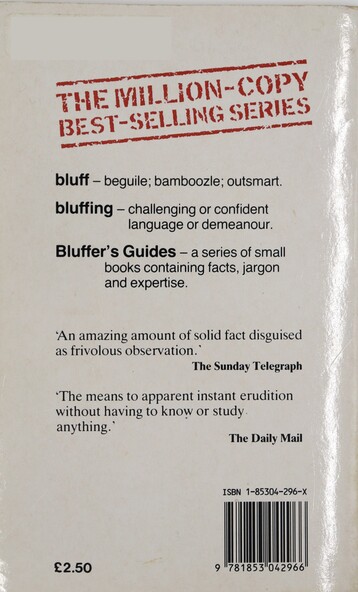 THE MILLION-COPY
BEST-SELLING SERIES
bluff – beguile; bamboozle; outsmart.
bluffing – challenging or confident
language or demeanour.
Bluffer's Guides – a series of small
books containing facts, jargon
and expertise.
'An amazing amount of solid fact disguised
as frivolous observation.'
The Sunday Telegraph
'The means to apparent instant erudition
without having to know or study
anything.'
The Daily Mail
ISBN 1-85304-296-X
£2.50
9 781853 042966